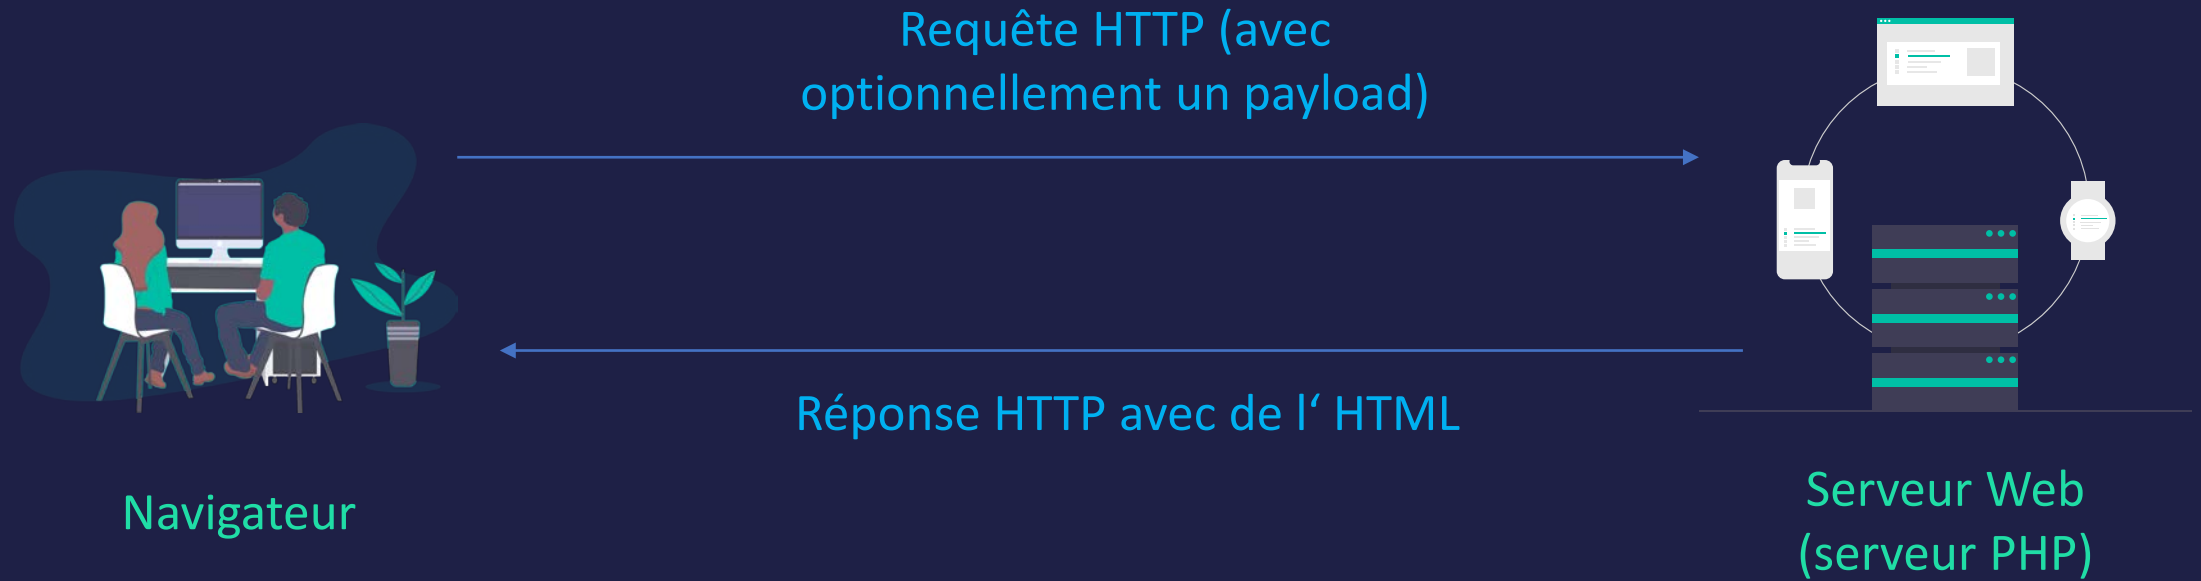 Requête HTTP (avec
optionnellement un payload)
Réponse HTTP avec de l‘ HTML
Navigateur
Serveur Web
(serveur PHP)